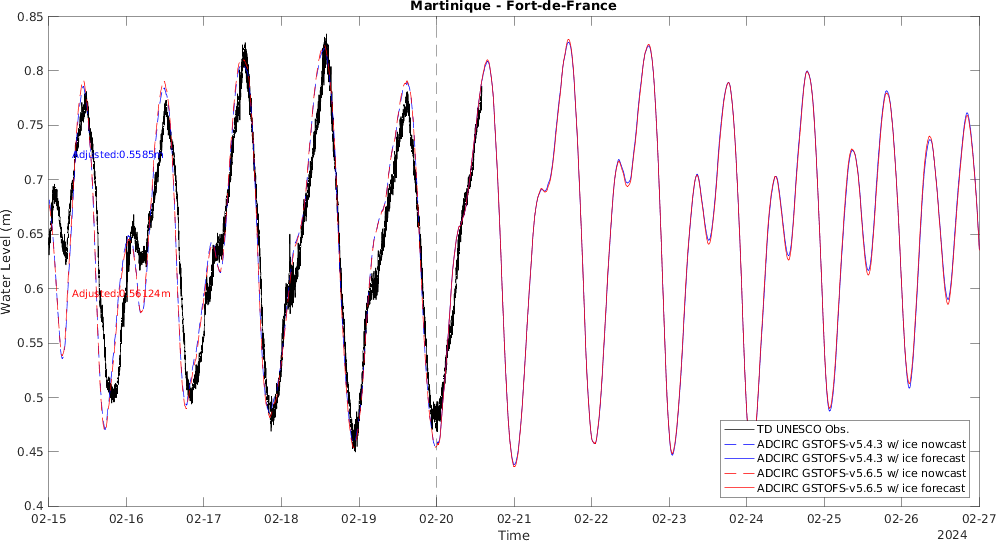 Martinique - Fort-de-France
0.85
0.8
0.75
0.7
0.65
0.6
0.55
0.5
0.45
0.4
Water Level (m)
Adjusted:0.5585m
Adjusted:0.56124m
TD UNESCO Obs.
ADCIRC GSTOFS-v5.4.3 w/ ice nowcast
ADCIRC GSTOFS-v5.4.3 w/ ice forecast
ADCIRC GSTOFS-v5.6.5 w/ ice nowcast
ADCIRC GSTOFS-v5.6.5 w/ ice forecast
02-15 02-16 02-17 02-18 02-19 02-20 02-21 02-22 02-23 02-24 02-25 02-26 02-27
Time
2024